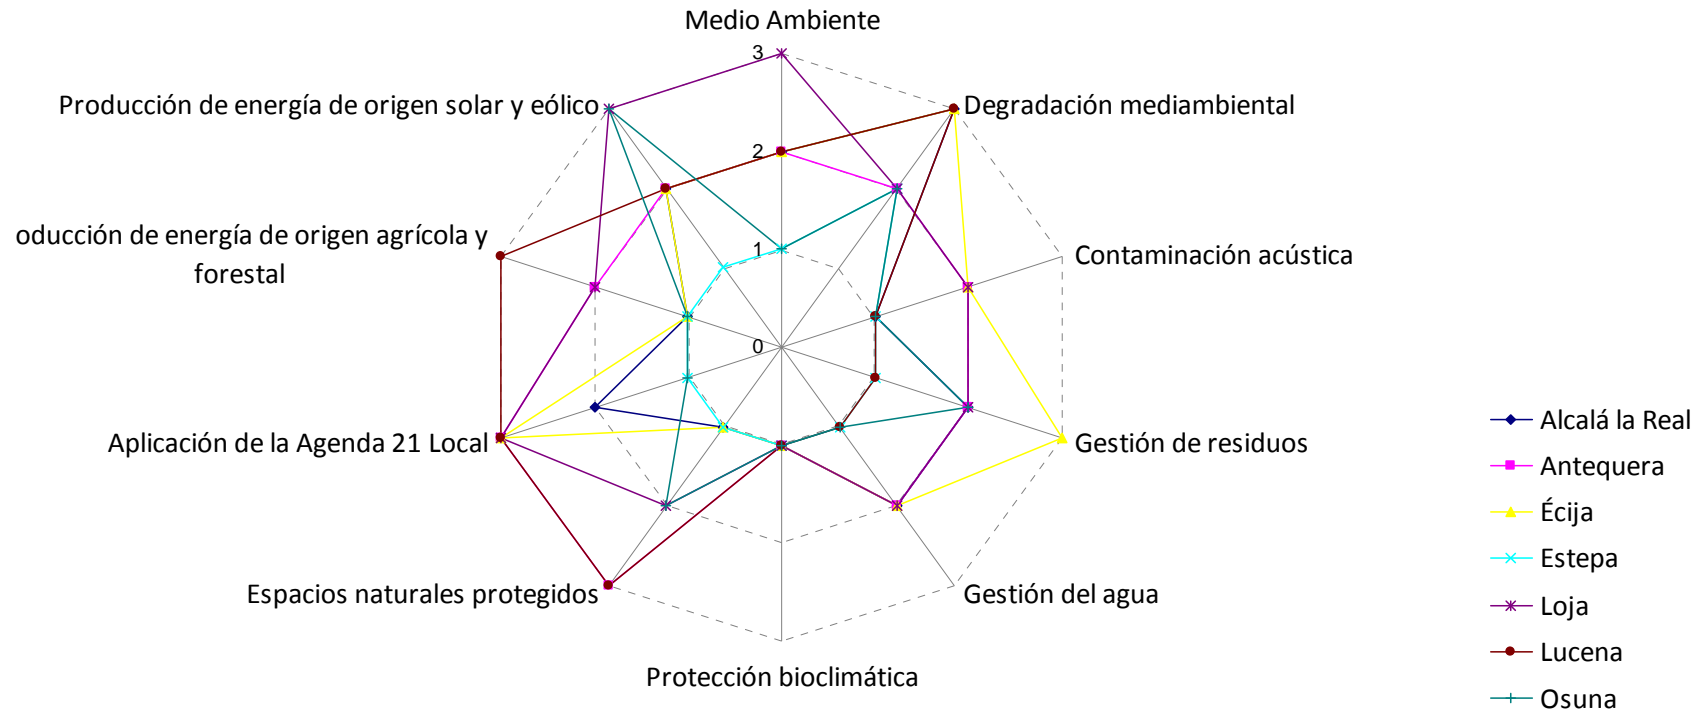 Medio Ambiente
3
Producción de energía de origen solar y eólico
Degradación mediambiental
2
oducción de energía de origen agrícola y
forestal
1
Contaminación acústica
0
Aplicación de la Agenda 21 Local
Gestión de residuos
Espacios naturales protegidos
Gestión del agua
Protección bioclimática
Alcalá la Real
Antequera
Écija
Estepa
Loja
Lucena
Osuna